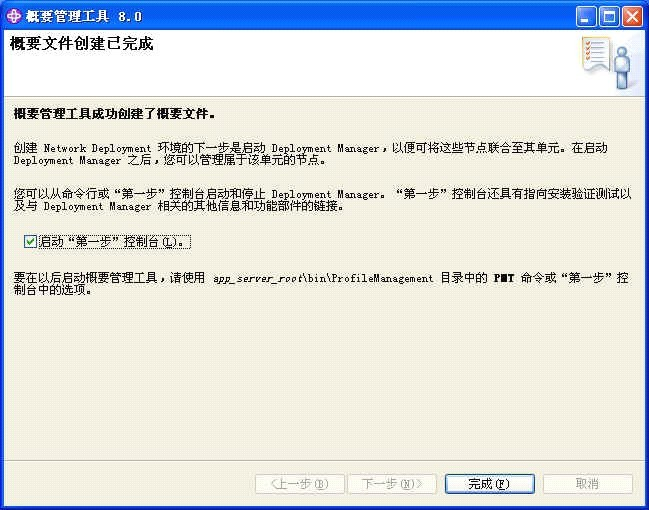 概要管理工具 8.0
概要文件创建已完成
概要管理工具成功创建了概要文件。
创建 Network Deployment 环境的下一步是启动 Deployment Manager，以便可将这些节点联合至其单元。在启动
Deployment Manager 之后，您可以管理属于该单元的节点。
您可以从命令行或“第一步”控制台启动和停止 Deployment Manager。“第一步”控制台还具有指向安装验证测试以
及与 Deployment Manager 相关的其他信息和功能部件的链接。
启动“第一步”控制台(L)。
要在以后启动概要管理工具，请使用 app_server_root\bin\ProfileManagement 目录中的 PMT 命令或“第一步”控
制台中的选项。
<上一步(B) 下一步(N)> 完成(F) 取消